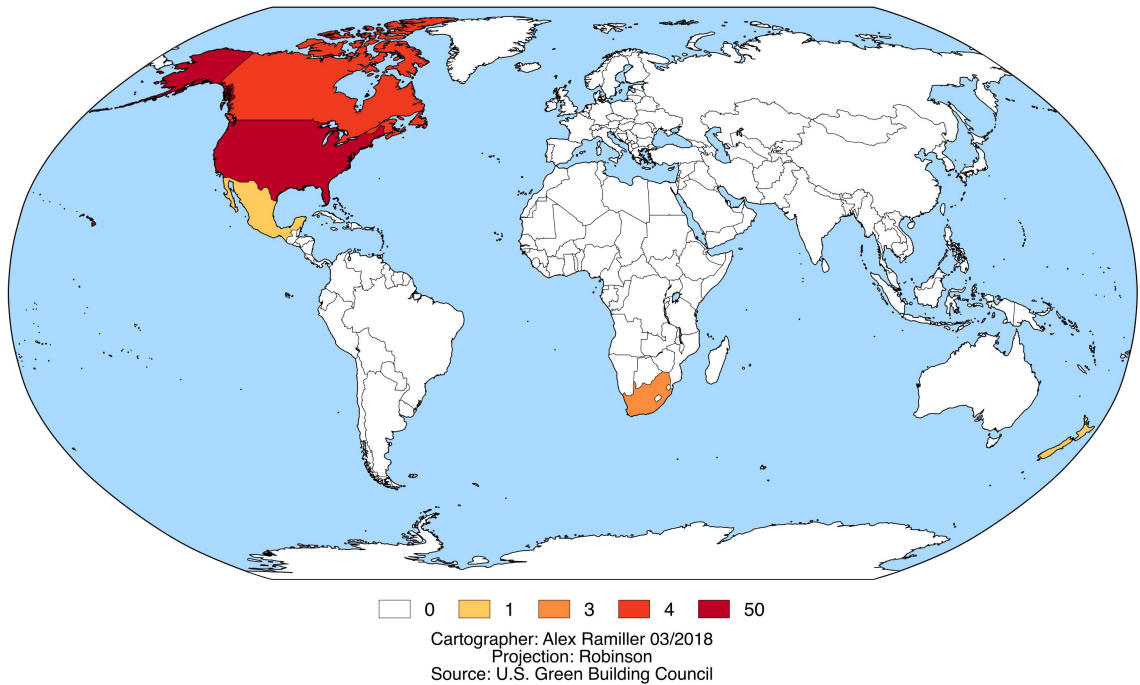 0 1 3 4 50
Cartographer: Alex Ramiller 03/2018
Projection: Robinson
Source: U.S. Green Building Council